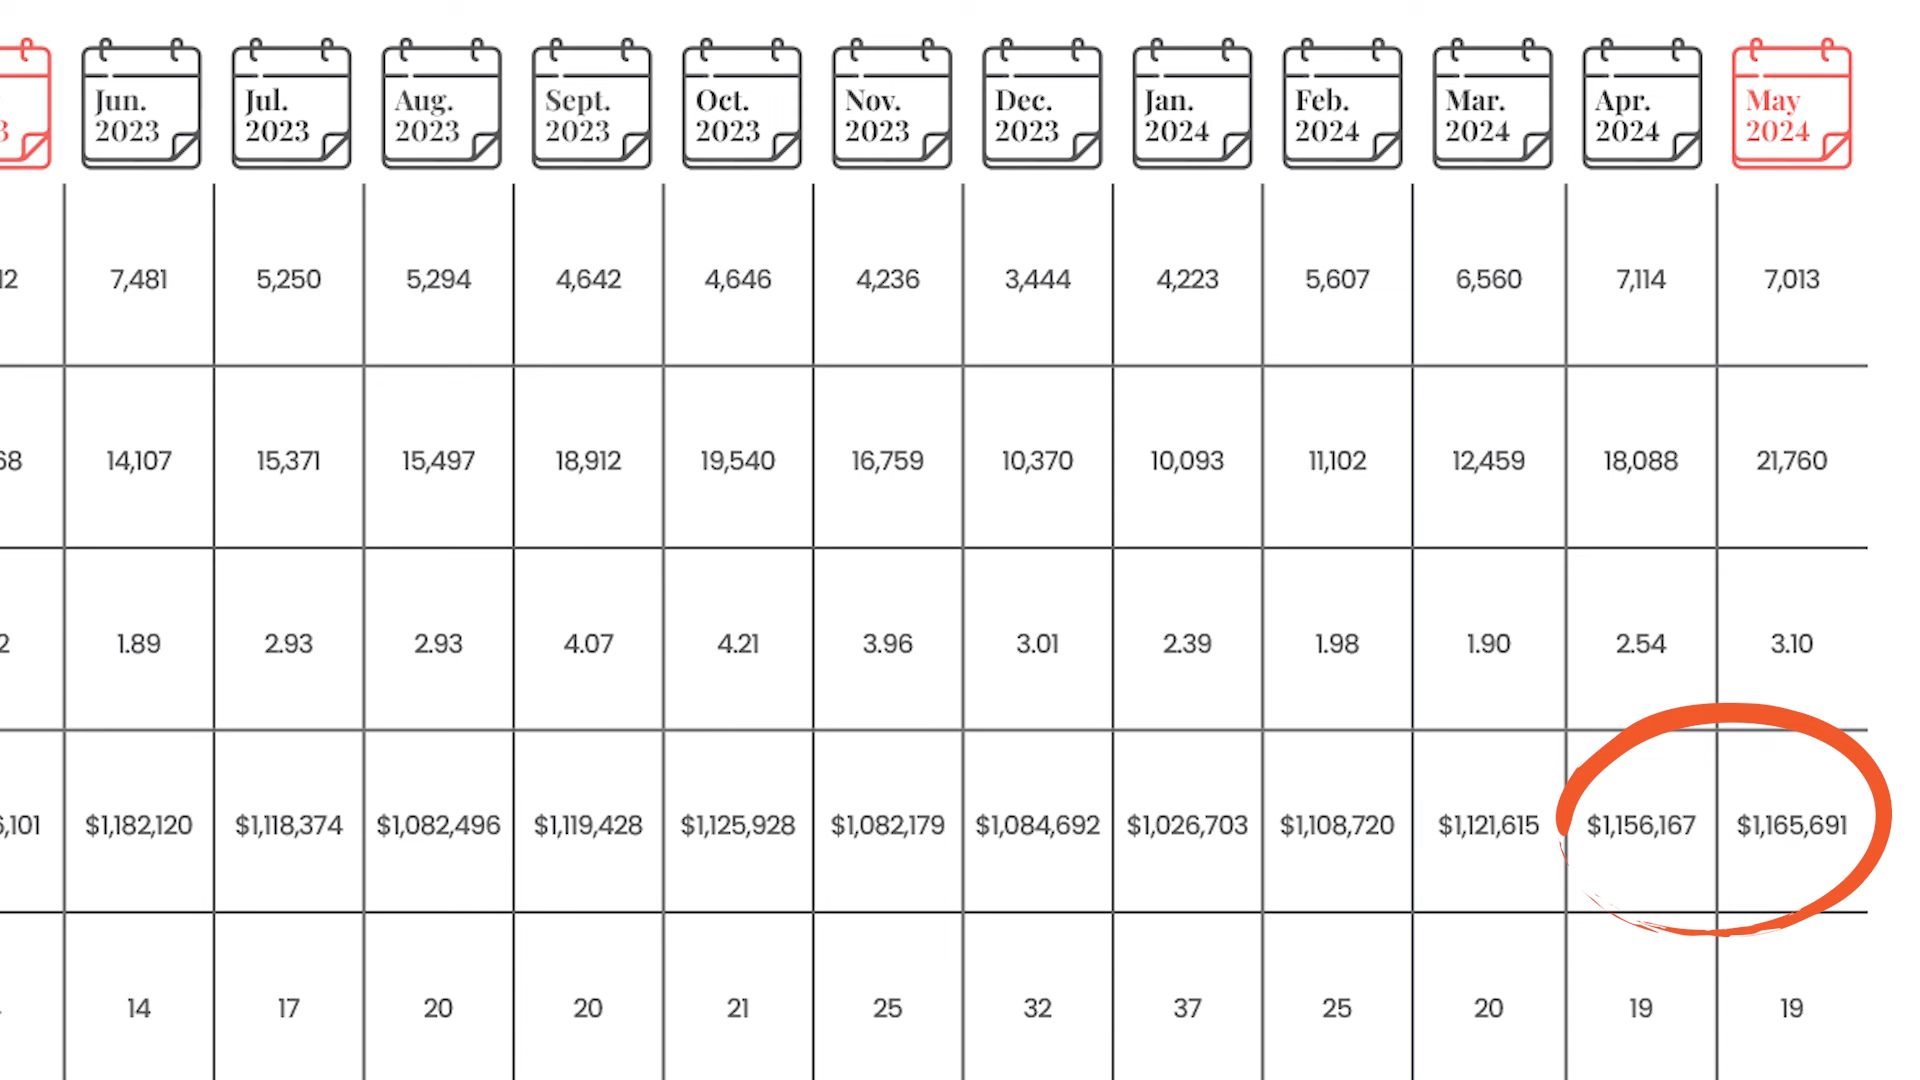 3
Jun. 2023
Jul. 2023
Aug. 2023
Sept. 2023
Oct. 2023
Nov. 2023
Dec. 2023
Jan. 2024
Feb. 2024
Mar. 2024
Apr. 2024
May 2024
12 7,481 5,250 5,294 4,642 4,646 4,236 3,444 4,223 5,607 6,560 7,114 7,013
68 14,107 15,371 15,497 18,912 19,540 16,759 10,370 10,093 11,102 12,459 18,088 21,760
2 1.89 2.93 2.93 4.07 4.21 3.96 3.01 2.39 1.98 1.90 2.54 3.10
6,101 $1,182,120 $1,118,374 $1,082,496 $1,119,428 $1,125,928 $1,082,179 $1,084,692 $1,026,703 $1,108,720 $1,121,615 $1,156,167 $1,165,691
14 17 20 20 21 25 32 37 25 20 19 19